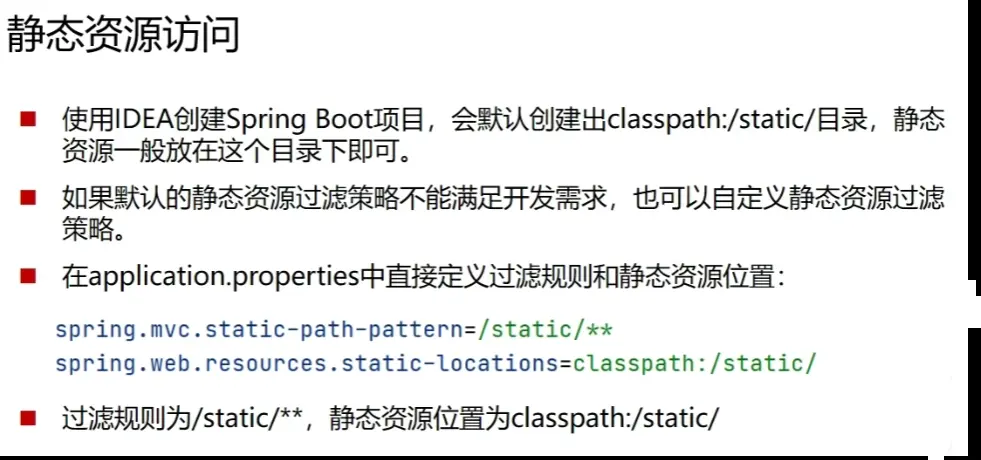 静态资源访问
使用IDEA创建Spring Boot项目，会默认创建出classpath:/static/目录，静态
资源一般放在这个目录下即可。
如果默认的静态资源过滤策略不能满足开发需求，也可以自定义静态资源过滤
策略。
在application.properties中直接定义过滤规则和静态资源位置：
spring.mvc.static-path-pattern=/static/**
spring.web.resources.static-locations=classpath:/static/
过滤规则为/static/**，静态资源位置为classpath:/static/